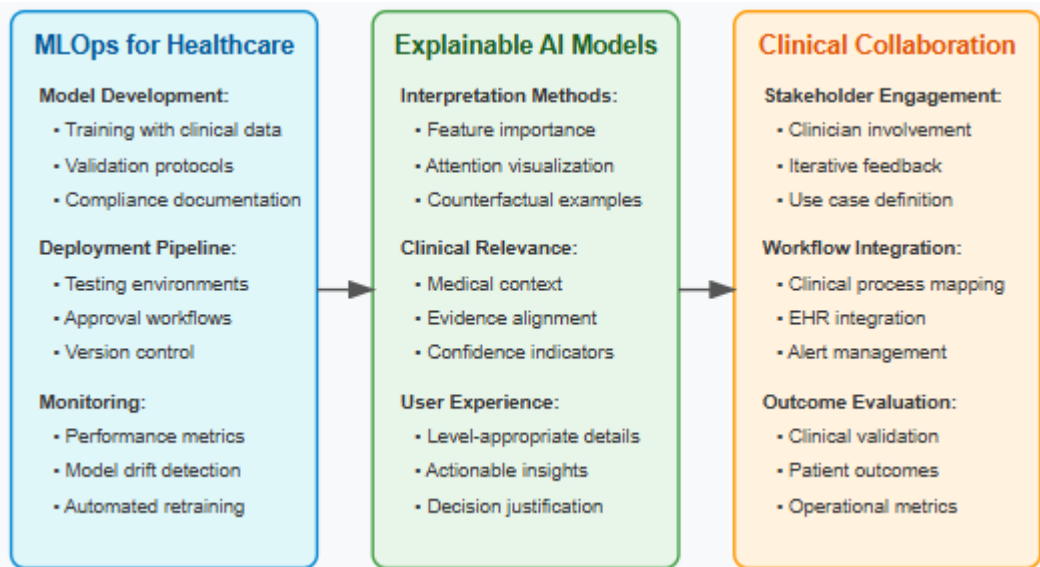 MLOps for Healthcare
Model Development:
▪ Training with clinical data
▪ Validation protocols
▪ Compliance documentation
Deployment Pipeline:
▪ Testing environments
▪ Approval workflows
▪ Version control
Monitoring:
▪ Performance metrics
▪ Model drift detection
▪ Automated retraining
Explainable AI Models
Interpretation Methods:
▪ Feature importance
▪ Attention visualization
▪ Counterfactual examples
Clinical Relevance:
▪ Medical context
▪ Evidence alignment
▪ Confidence indicators
User Experience:
▪ Level-appropriate details
▪ Actionable insights
▪ Decision justification
Clinical Collaboration
Stakeholder Engagement:
▪ Clinician involvement
▪ Iterative feedback
▪ Use case definition
Workflow Integration:
▪ Clinical process mapping
▪ EHR integration
▪ Alert management
Outcome Evaluation:
▪ Clinical validation
▪ Patient outcomes
▪ Operational metrics